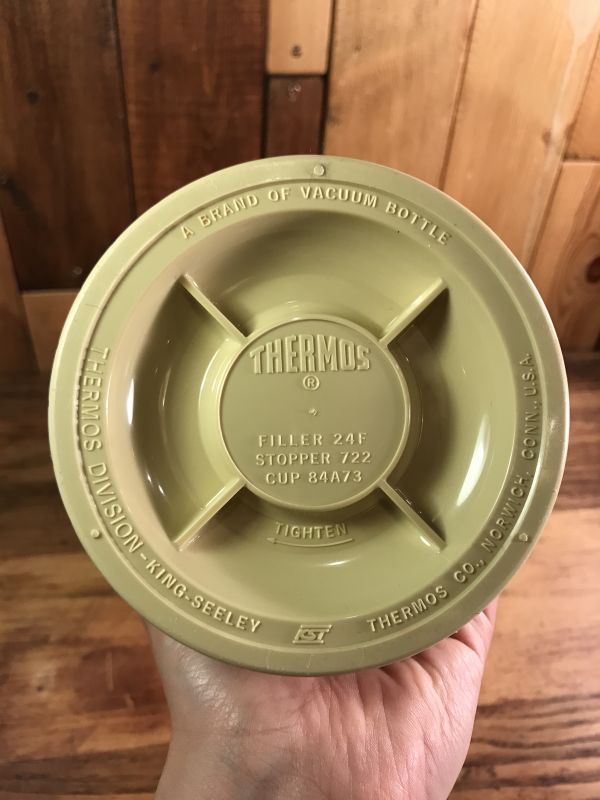 A BRAND OF VACUUM BOTTLE
THERMOS
®
FILLER 24F
STOPPER 722
CUP 84A73
TIGHTEN
THERMOS DIVISION-KING-SEELEY
KST
THERMOS CO., NORWICH, CONN., U.S.A.